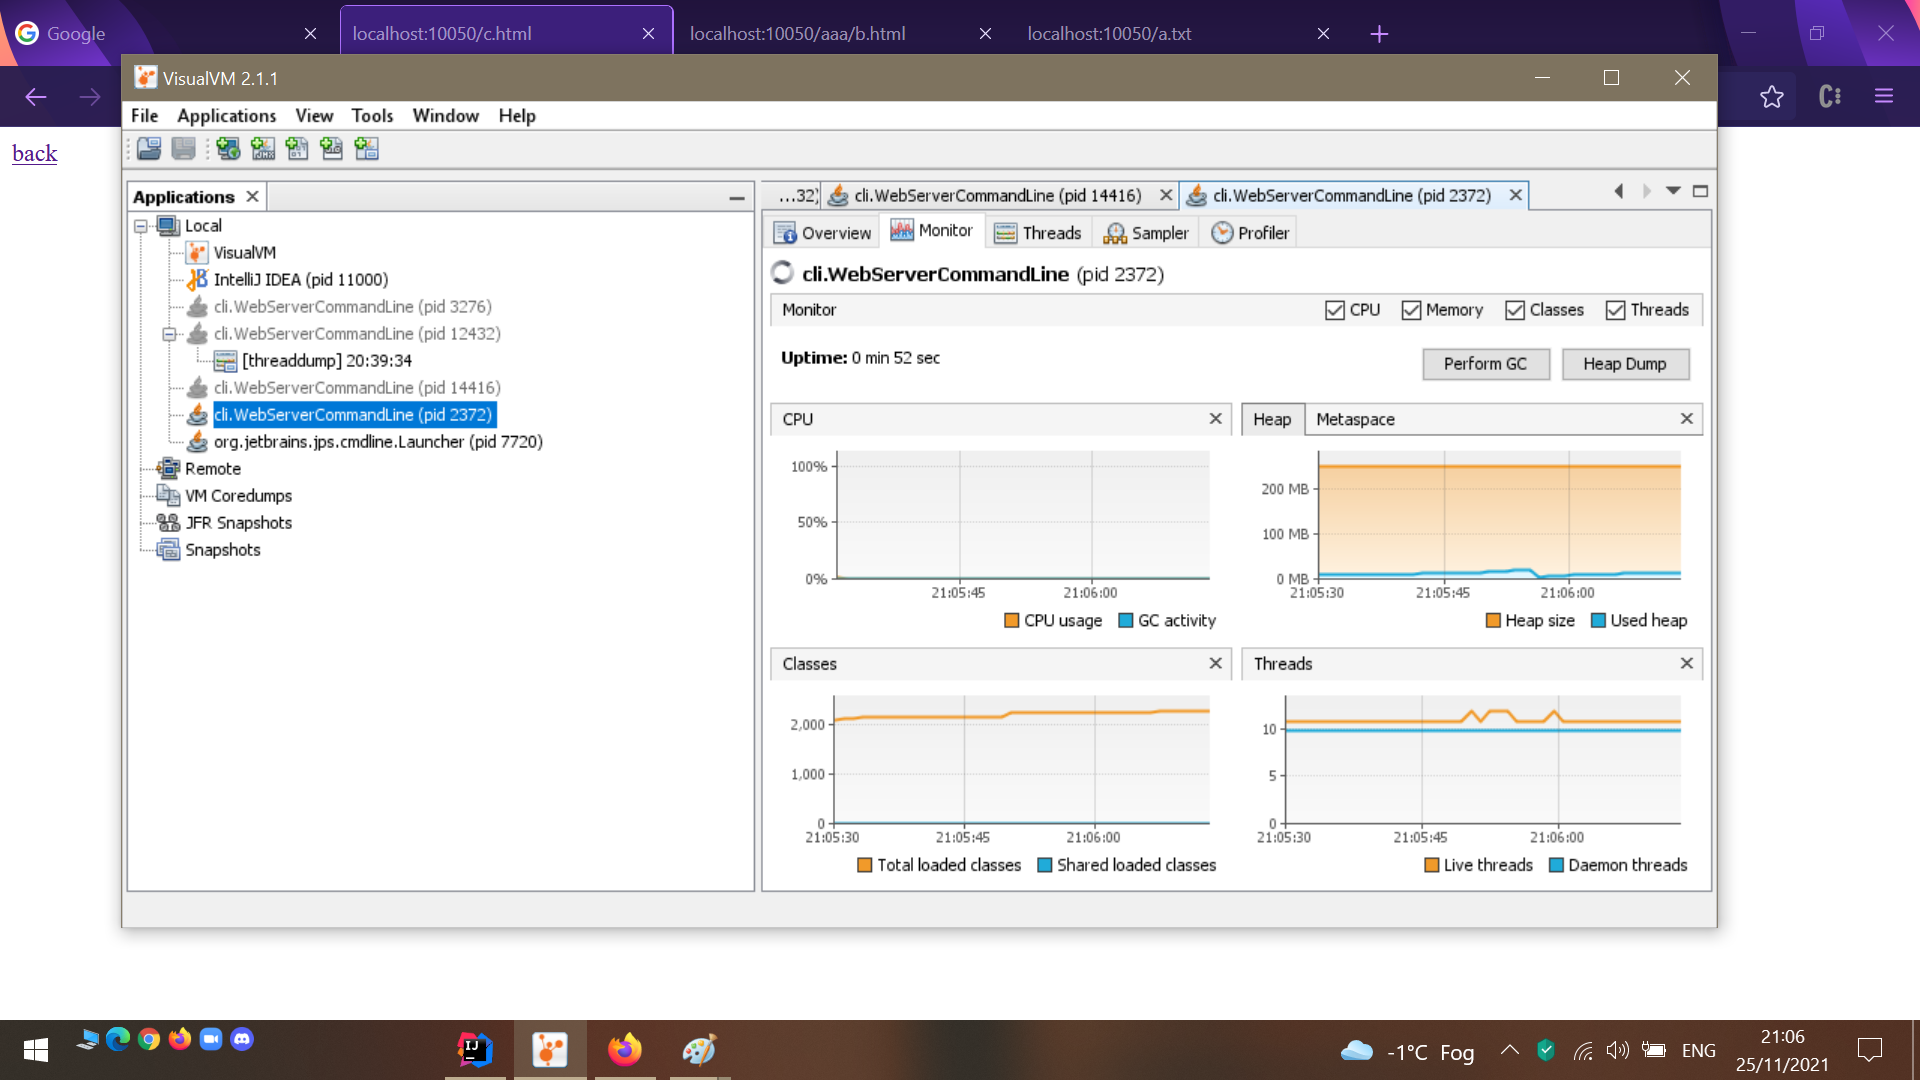 Google
localhost:10050/c.html
localhost:10050/aaa/b.html
localhost:10050/a.txt
back
VisualVM 2.1.1
File Applications View Tools Window Help
Applications
Local
VisualVM
IntelliJ IDEA (pid 11000)
cli.WebServerCommandLine (pid 3276)
cli.WebServerCommandLine (pid 12432)
[threaddump] 20:39:34
cli.WebServerCommandLine (pid 14416)
cli.WebServerCommandLine (pid 2372)
org.jetbrains.jps.cmdline.Launcher (pid 7720)
Remote
VM Coredumps
JFR Snapshots
Snapshots
...32) cli.WebServerCommandLine (pid 14416) cli.WebServerCommandLine (pid 2372)
Overview Monitor Threads Sampler Profiler
cli.WebServerCommandLine (pid 2372)
Monitor CPU Memory Classes Threads
Uptime: 0 min 52 sec
Perform GC Heap Dump
CPU
100%
50%
0%
21:05:45 21:06:00
CPU usage GC activity
Heap Metaspace
200 MB
100 MB
0 MB
21:05:30 21:05:45 21:06:00
Heap size Used heap
Classes
2,000
1,000
0
21:05:30 21:05:45 21:06:00
Total loaded classes Shared loaded classes
Threads
10
5
0
21:05:30 21:05:45 21:06:00
Live threads Daemon threads
-1°C Fog
ENG
21:06
25/11/2021